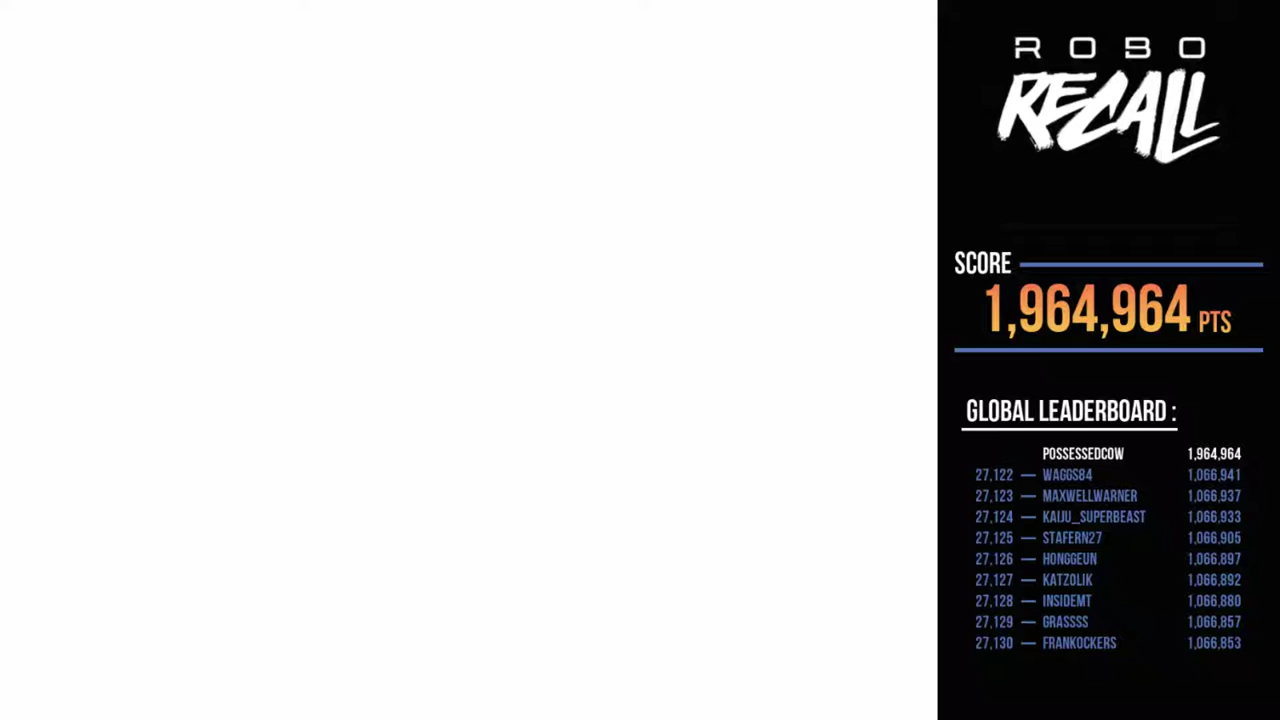 ROBO
RECALL
SCORE
1,964,964 PTS
GLOBAL LEADERBOARD :
POSSESSEDCOW 1,964,964
27,122 — WAGGS84 1,066,941
27,123 — MAXWELLWARNER 1,066,937
27,124 — KAIJU_SUPERBEAST 1,066,933
27,125 — STAFERN27 1,066,905
27,126 — HONGGEUN 1,066,897
27,127 — KATZOLIK 1,066,892
27,128 — INSIDEMT 1,066,880
27,129 — GRASSSS 1,066,857
27,130 — FRANKOCKERS 1,066,853